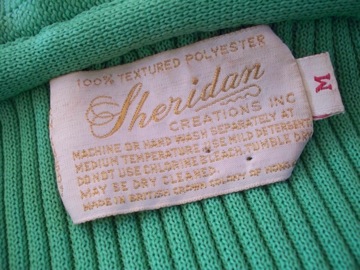 100% TEXTURED POLYESTER
Sheridan
CREATIONS INC
MACHINE OR HAND WASH SEPARATELY AT
MEDIUM TEMPERATURE. USE MILD DETERGENT
DO NOT USE CHLORINE BLEACH, TUMBLE DRY
MAY BE DRY CLEANED.
MADE IN BRITISH CROWN COLONY OF HONG
M